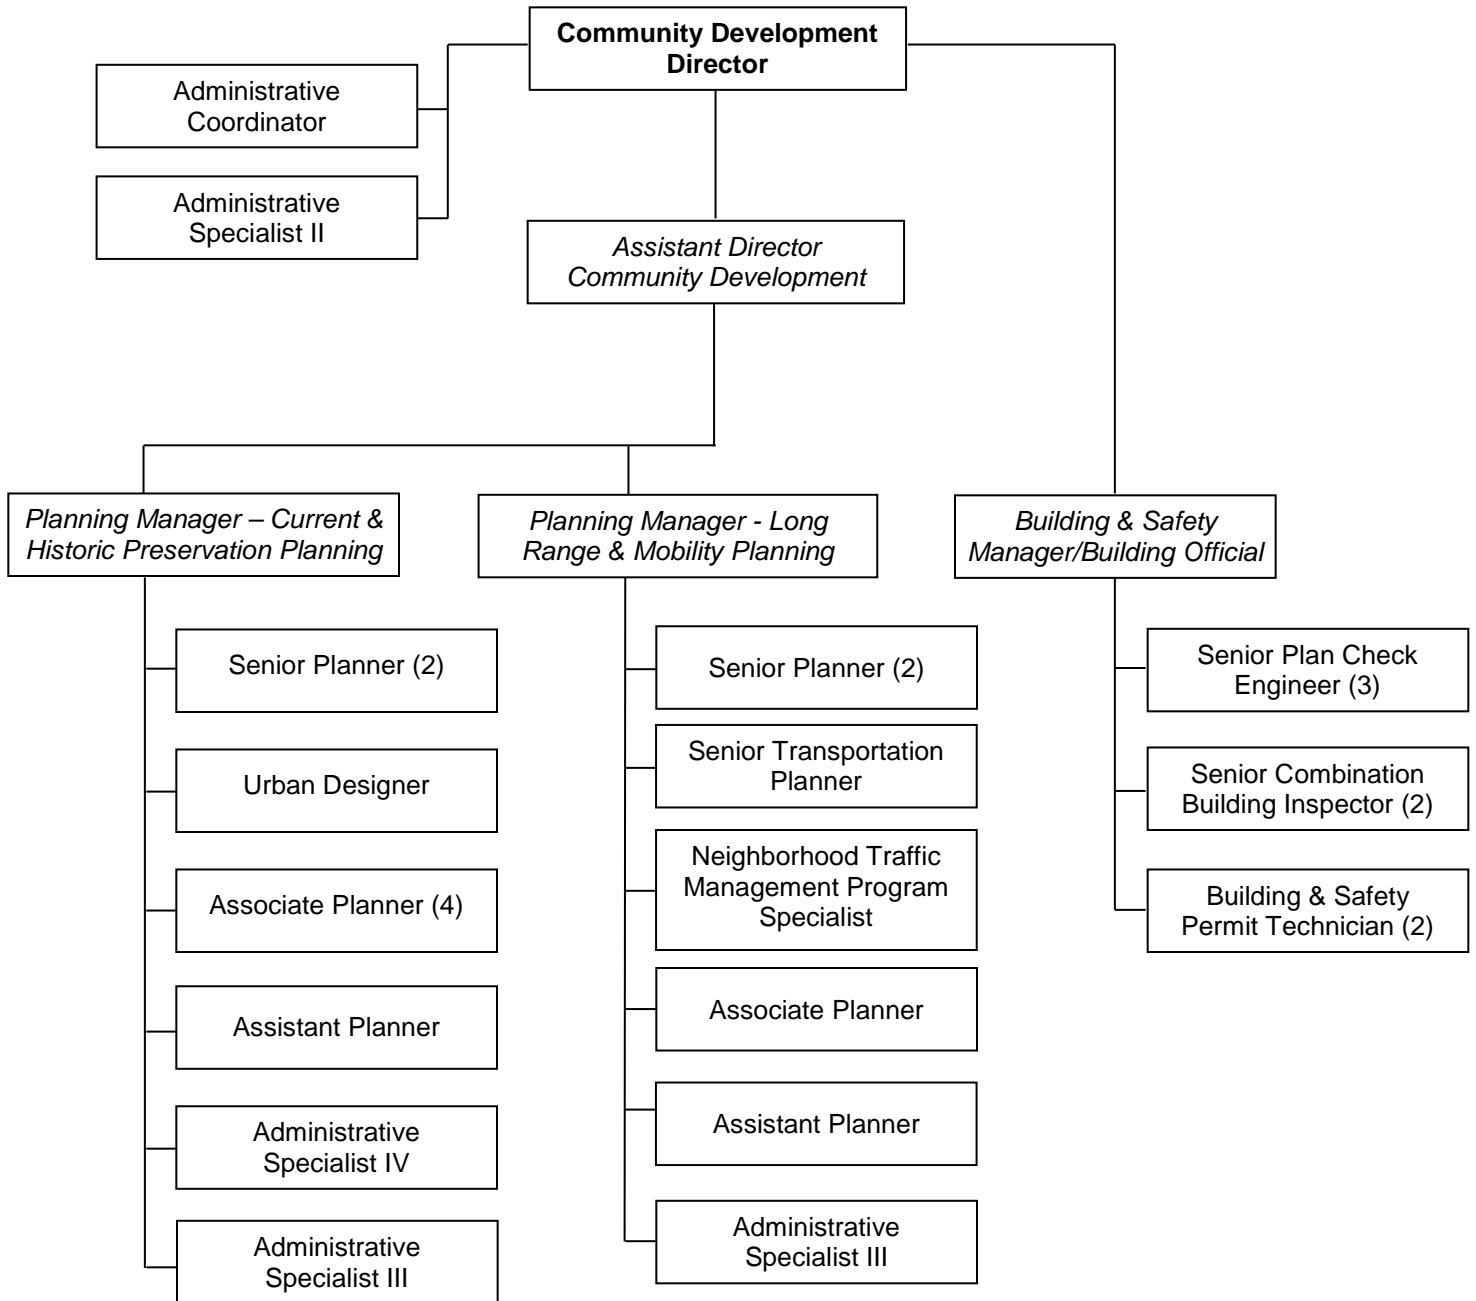 Community Development
Director
Administrative
Coordinator
Administrative
Specialist II
Assistant Director
Community Development
Planning Manager – Current &
Historic Preservation Planning
Planning Manager - Long
Range & Mobility Planning
Building & Safety
Manager/Building Official
Senior Planner (2)
Urban Designer
Associate Planner (4)
Assistant Planner
Administrative
Specialist IV
Administrative
Specialist III
Senior Planner (2)
Senior Transportation
Planner
Neighborhood Traffic
Management Program
Specialist
Associate Planner
Assistant Planner
Administrative
Specialist III
Senior Plan Check
Engineer (3)
Senior Combination
Building Inspector (2)
Building & Safety
Permit Technician (2)